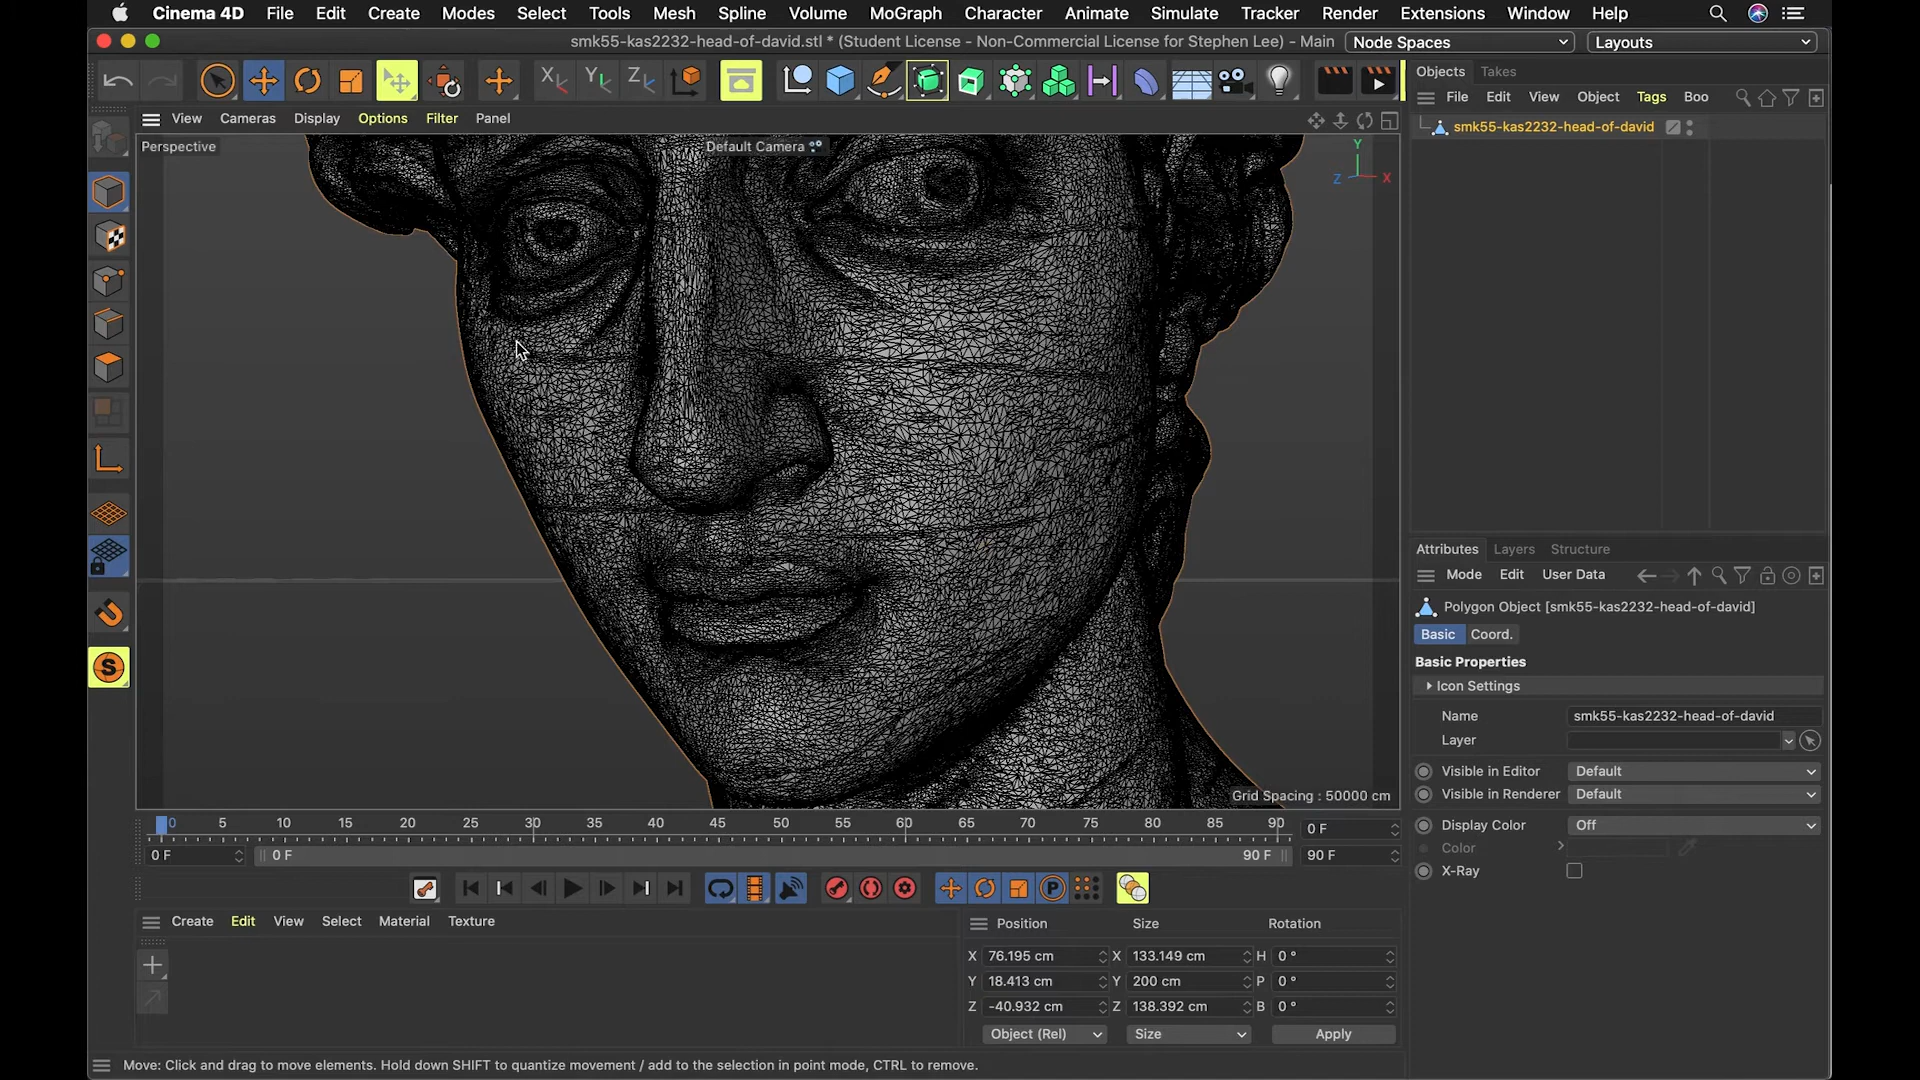 Cinema 4D File Edit Create Modes Select Tools Mesh Spline Volume MoGraph Character Animate Simulate Tracker Render Extensions Window Help
smk55-kas2232-head-of-david.stl * (Student License - Non-Commercial License for Stephen Lee) - Main Node Spaces Layouts
X Y Z
Objects Takes
File Edit View Object Tags Boo
smk55-kas2232-head-of-david
View Cameras Display Options Filter Panel
Perspective Default Camera
Y
Z X
Grid Spacing : 50000 cm
S
Attributes Layers Structure
Mode Edit User Data
Polygon Object [smk55-kas2232-head-of-david]
Basic Coord.
Basic Properties
Icon Settings
Name smk55-kas2232-head-of-david
Layer
Visible in Editor Default
Visible in Renderer Default
Display Color Off
Color
X-Ray
0 5 10 15 20 25 30 35 40 45 50 55 60 65 70 75 80 85 90 0 F
0 F 0 F 90 F 90 F
P
Create Edit View Select Material Texture
Position Size Rotation
X 76.195 cm X 133.149 cm H 0 °
Y 18.413 cm Y 200 cm P 0 °
Z -40.932 cm Z 138.392 cm B 0 °
Object (Rel) Size Apply
Move: Click and drag to move elements. Hold down SHIFT to quantize movement / add to the selection in point mode, CTRL to remove.